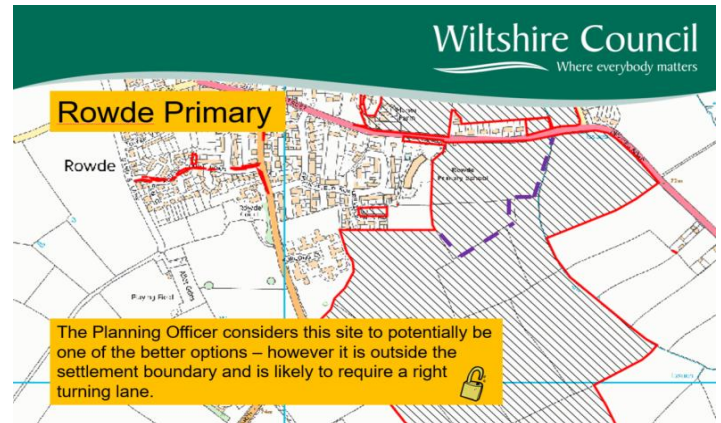 Wiltshire Council
Where everybody matters
Rowde Primary
Rowde
Rowde
Primary School
Playing Field
The Planning Officer considers this site to potentially be
one of the better options – however it is outside the
settlement boundary and is likely to require a right
turning lane.